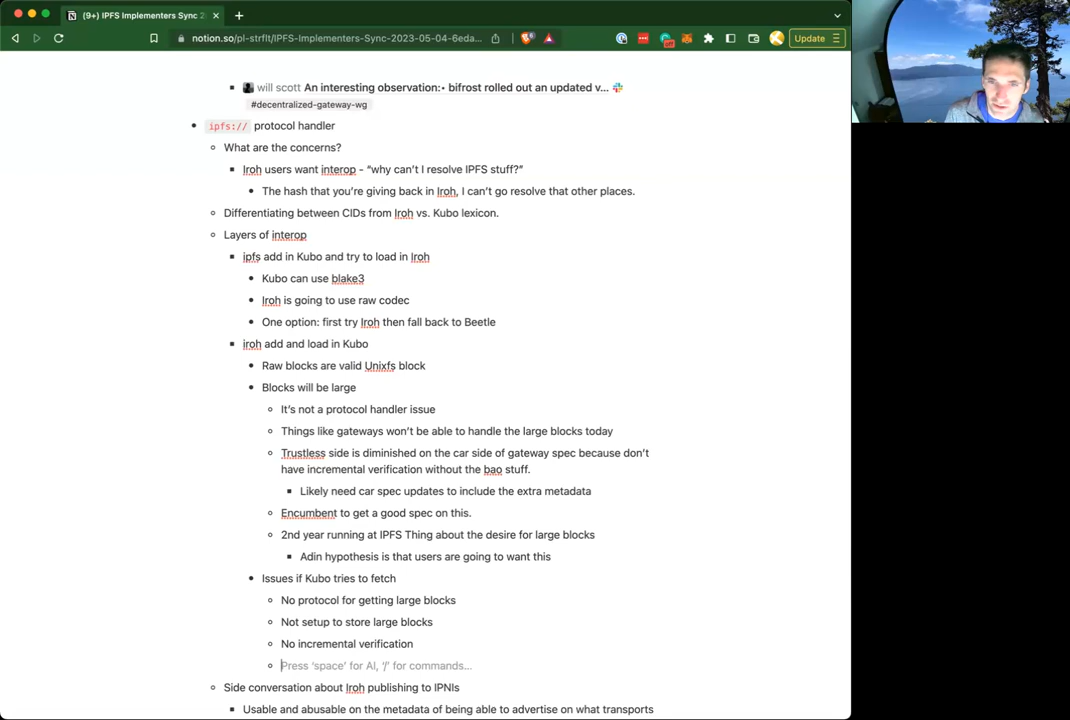 (9+) IPFS Implementers Sync 2
notion.so/pl-strflt/IPFS-Implementers-Sync-2023-05-04-6eda...
Update
will scott An interesting observation:• bifrost rolled out an updated v...
#decentralized-gateway-wg
ipfs:// protocol handler
What are the concerns?
Iroh users want interop - “why can’t I resolve IPFS stuff?”
The hash that you’re giving back in Iroh, I can’t go resolve that other places.
Differentiating between CIDs from Iroh vs. Kubo lexicon.
Layers of interop
ipfs add in Kubo and try to load in Iroh
Kubo can use blake3
Iroh is going to use raw codec
One option: first try Iroh then fall back to Beetle
iroh add and load in Kubo
Raw blocks are valid Unixfs block
Blocks will be large
It’s not a protocol handler issue
Things like gateways won’t be able to handle the large blocks today
Trustless side is diminished on the car side of gateway spec because don’t
have incremental verification without the bao stuff.
Likely need car spec updates to include the extra metadata
Encumbent to get a good spec on this.
2nd year running at IPFS Thing about the desire for large blocks
Adin hypothesis is that users are going to want this
Issues if Kubo tries to fetch
No protocol for getting large blocks
Not setup to store large blocks
No incremental verification
Press ‘space’ for AI, ‘/’ for commands...
Side conversation about Iroh publishing to IPNIs
Usable and abusable on the metadata of being able to advertise on what transports